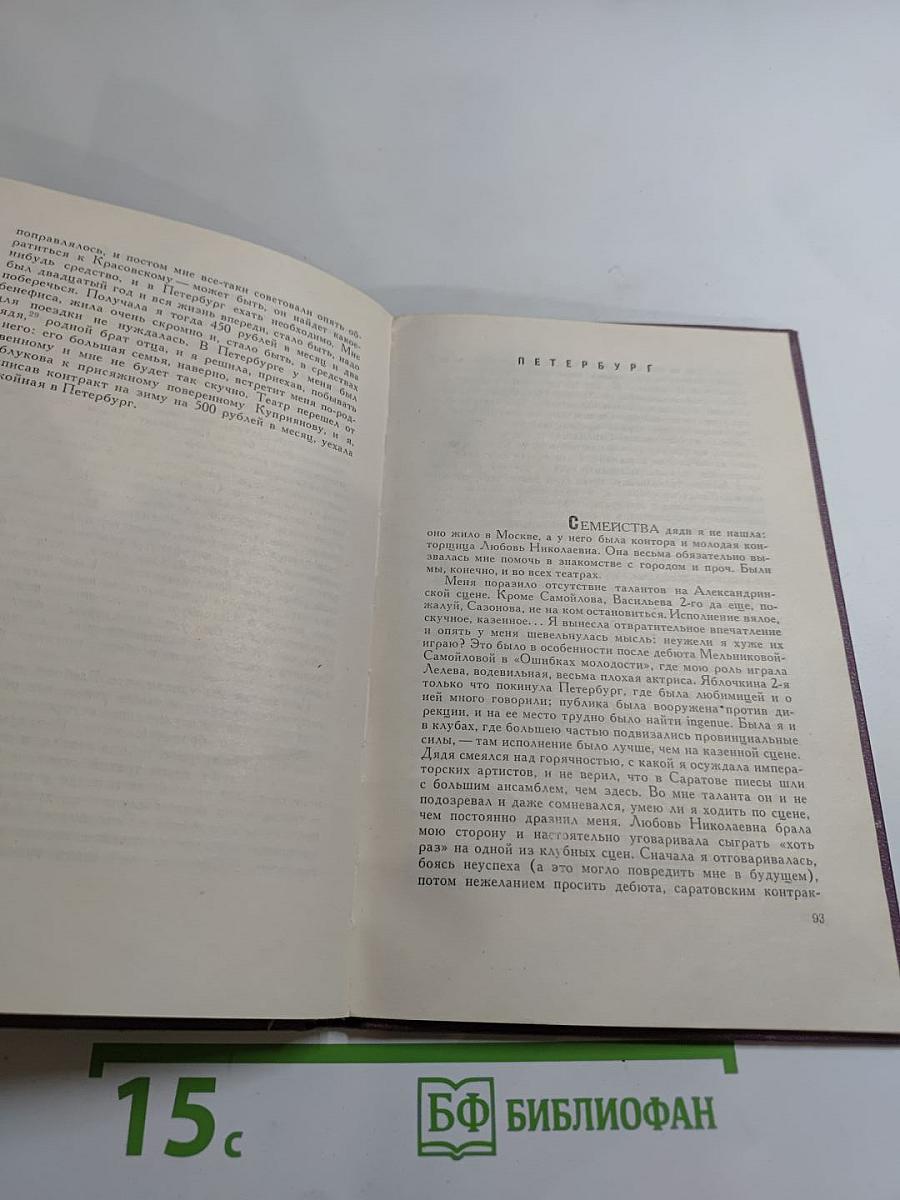 поправлялось, и постом мне все-таки советовали опять об-
ратиться к Красовскому — может быть, он найдет какое-
нибудь средство, и в Петербург ехать необходимо. Мне
был двадцатый год и вся жизнь впереди, стало быть, надо
поберечься. Получала я тогда 450 рублей в месяц и два
бенефиса, жила очень скромно и, стало быть, в средствах
для поездки не нуждалась. В Петербурге у меня был
дядя,²⁹ родной брат отца, и я решила, приехав, побывать
него: его большая семья, наверно, встретит меня по-род-
венному и мне не будет так скучно. Театр перешел от
блукова к присяжному поверенному Куприянову, и я,
писав контракт на зиму на 500 рублей в месяц, уехала
койная в Петербург.
ПЕТЕРБУРГ
СЕМЕЙСТВА дяди я не нашла:
оно жило в Москве, а у него была контора и молодая кон-
торщица Любовь Николаевна. Она весьма обязательно вы-
звалась мне помочь в знакомстве с городом и проч. Были
мы, конечно, и во всех театрах.
Меня поразило отсутствие талантов на Александрин-
ской сцене. Кроме Самойлова, Васильева 2-го да еще, по-
жалуй, Сазонова, не на ком остановиться. Исполнение вялое,
скучное, казенное... Я вынесла отвратительное впечатление
и опять у меня шевельнулась мысль: неужели я хуже их
играю? Это было в особенности после дебюта Мельниковой-
Самойловой в «Ошибках молодости», где мою роль играла
Лелева, водевильная, весьма плохая актриса. Яблочкина 2-я
только что покинула Петербург, где была любимицей и о
ней много говорили; публика была вооружена против ди-
рекции, и на ее место трудно было найти ingenue. Была я и
в клубах, где большею частью подвизались провинциальные
силы, — там исполнение было лучше, чем на казенной сцене.
Дядя смеялся над горячностью, с какой я осуждала импера-
торских артистов, и не верил, что в Саратове пиесы шли
с большим ансамблем, чем здесь. Во мне таланта он и не
подозревал и даже сомневался, умею ли я ходить по сцене,
чем постоянно дразнил меня. Любовь Николаевна брала
мою сторону и настоятельно уговаривала сыграть «хоть
раз» на одной из клубных сцен. Сначала я отговаривалась,
боясь неуспеха (а это могло повредить мне в будущем),
потом нежеланием просить дебюта, саратовским контрак-
93
15 с
БФ БИБЛИОФАН